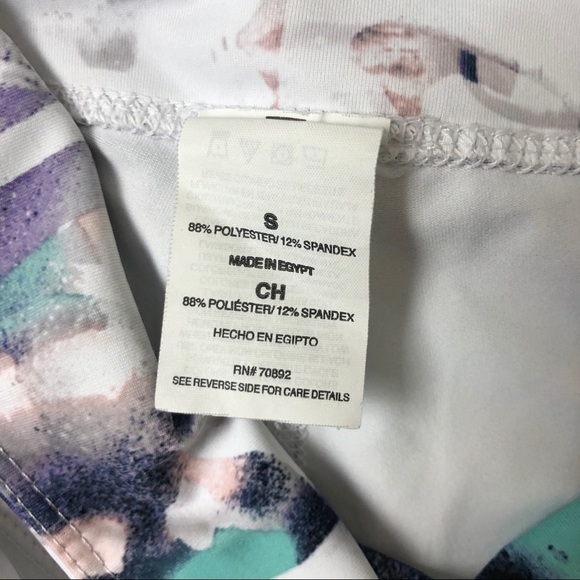 S
88% POLYESTER/ 12% SPANDEX
MADE IN EGYPT
CH
88% POLIÉSTER/ 12% SPANDEX
HECHO EN EGIPTO
RN# 70892
SEE REVERSE SIDE FOR CARE DETAILS